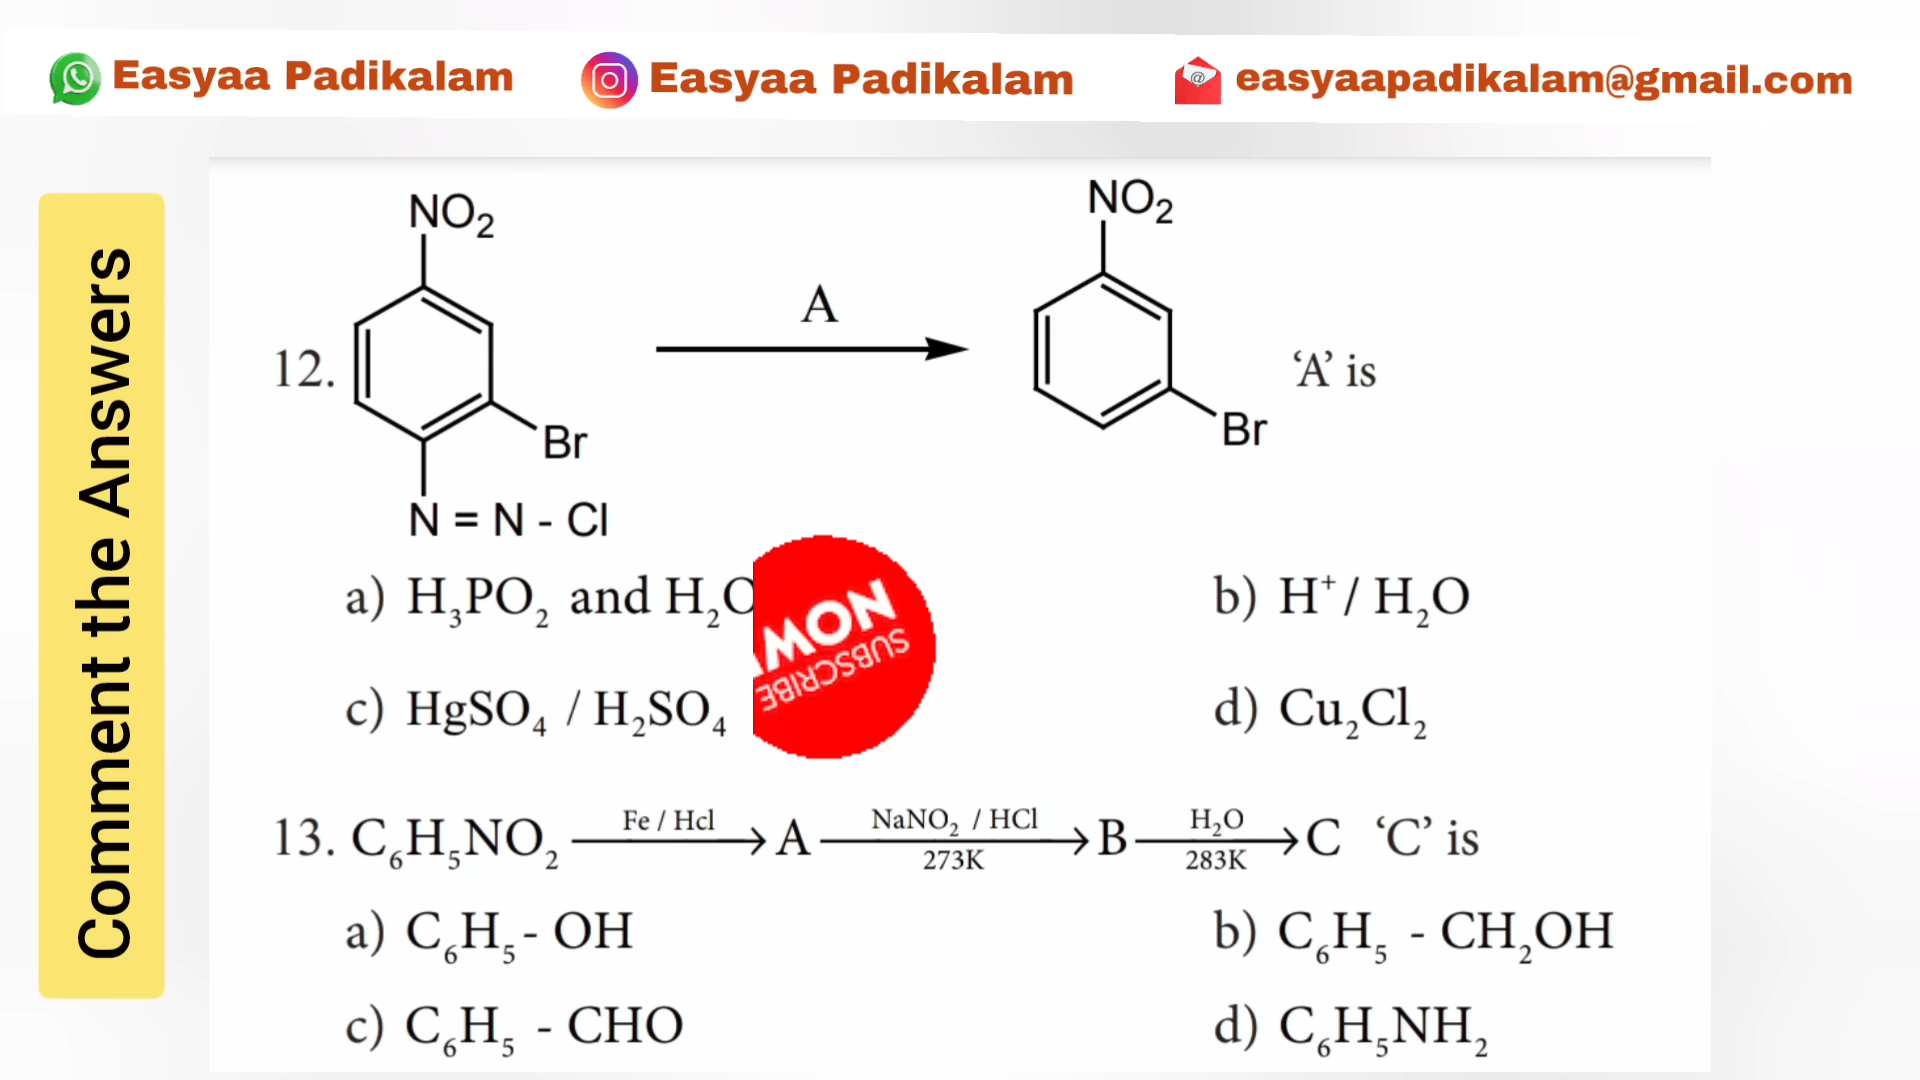 Easyaa Padikalam Easyaa Padikalam easyaapadikalam@gmail.com
Comment the Answers
NO₂ NO₂
A
12. ‘A’ is
Br Br
N = N - Cl
a) H₃PO₂ and H₂O b) H⁺/ H₂O
MON
SUBSCRIBE
c) HgSO₄ / H₂SO₄ d) Cu₂Cl₂
13. C₆H₅NO₂ Fe / Hcl A NaNO₂ / HCl 273K B H₂O 283K C ‘C’ is
a) C₆H₅- OH b) C₆H₅ - CH₂OH
c) C₆H₅ - CHO d) C₆H₅NH₂